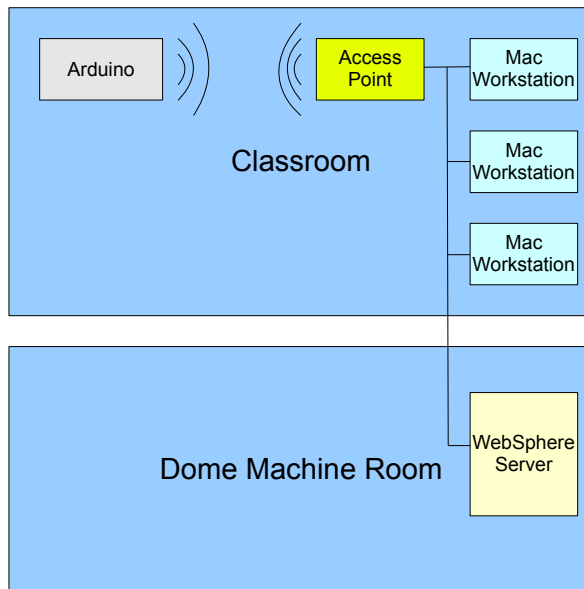 Arduino
Access
Point
Mac
Workstation
Classroom
Mac
Workstation
Mac
Workstation
WebSphere
Server
Dome Machine Room